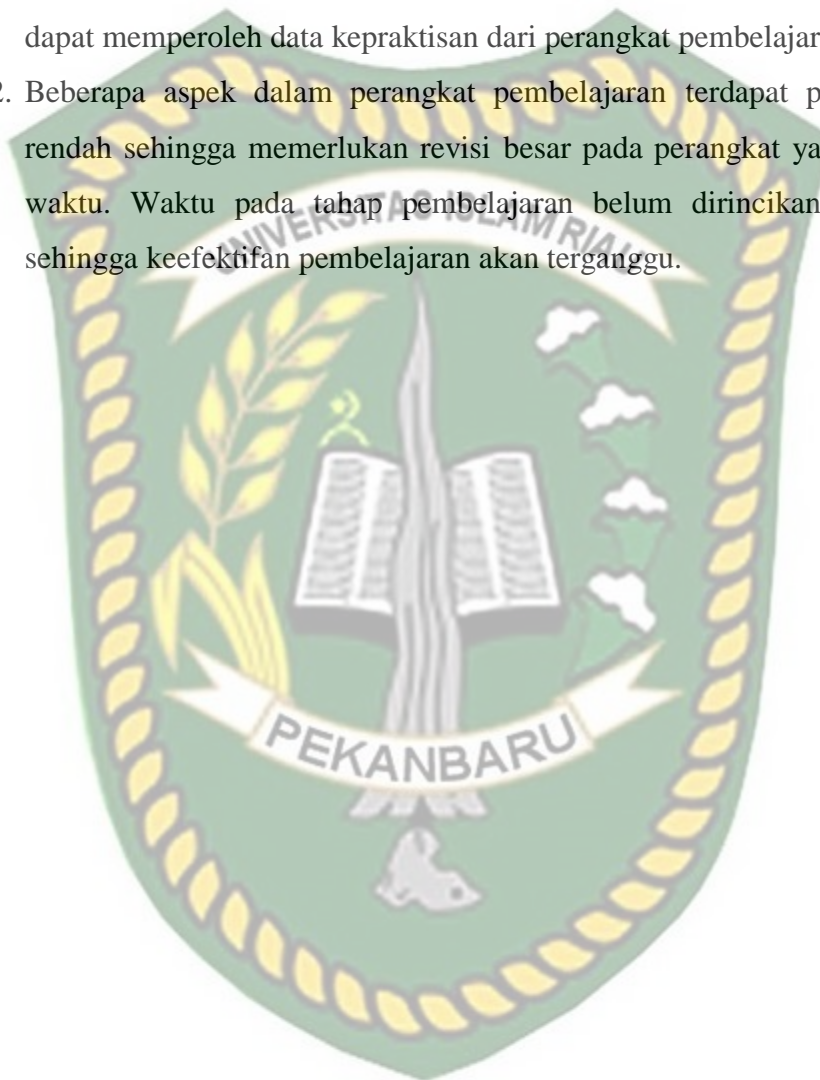 dapat memperoleh data kepraktisan dari perangkat pembelajar
2. Beberapa aspek dalam perangkat pembelajaran terdapat p
rendah sehingga memerlukan revisi besar pada perangkat ya
waktu. Waktu pada tahap pembelajaran belum dirincikan
sehingga keefektifan pembelajaran akan terganggu.
UNIVERSITAS ISLAM RIAU
PEKANBARU